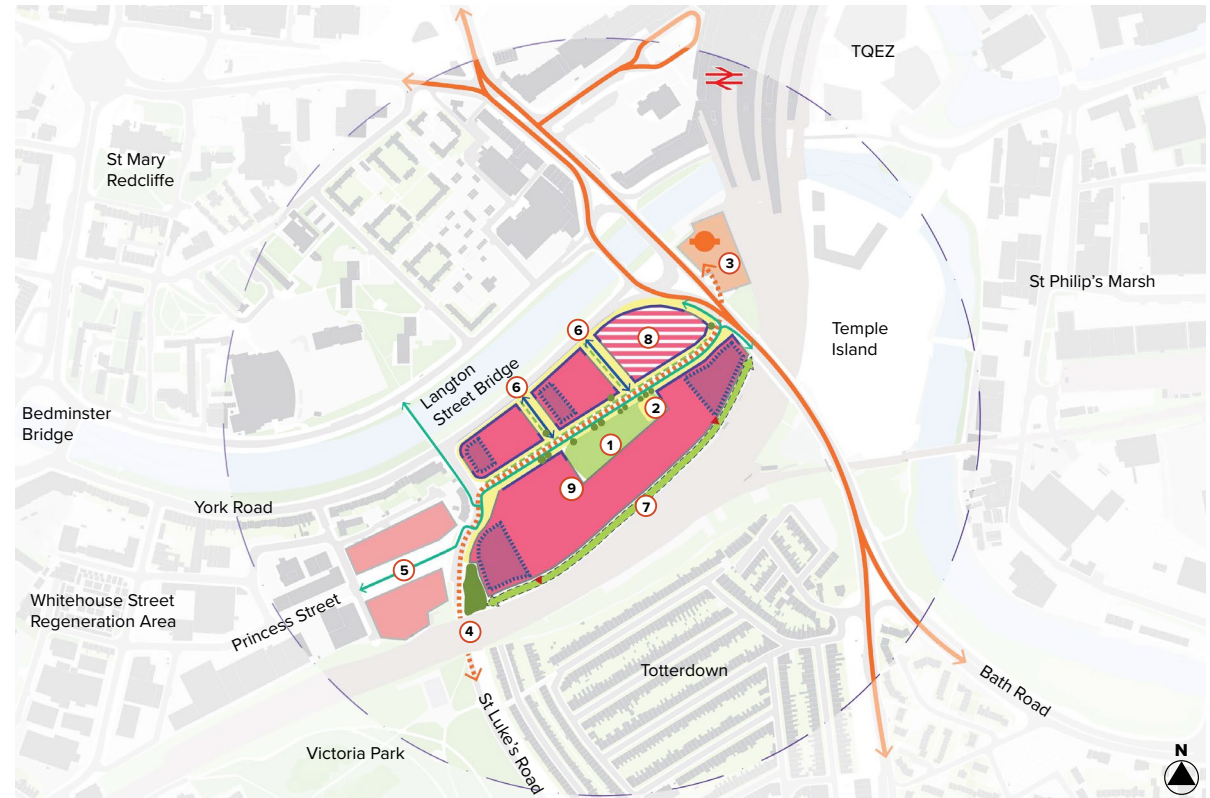 TQEZ
St Mary
Redcliffe
3
St Philip's Marsh
6
8
Temple
Island
Langton
Street Bridge
6
2
Bedminster
Bridge
1
9
7
York Road
5
Whitehouse Street
Regeneration Area
Princess Street
4
Totterdown
Bath Road
St Luke's Road
Victoria Park
N